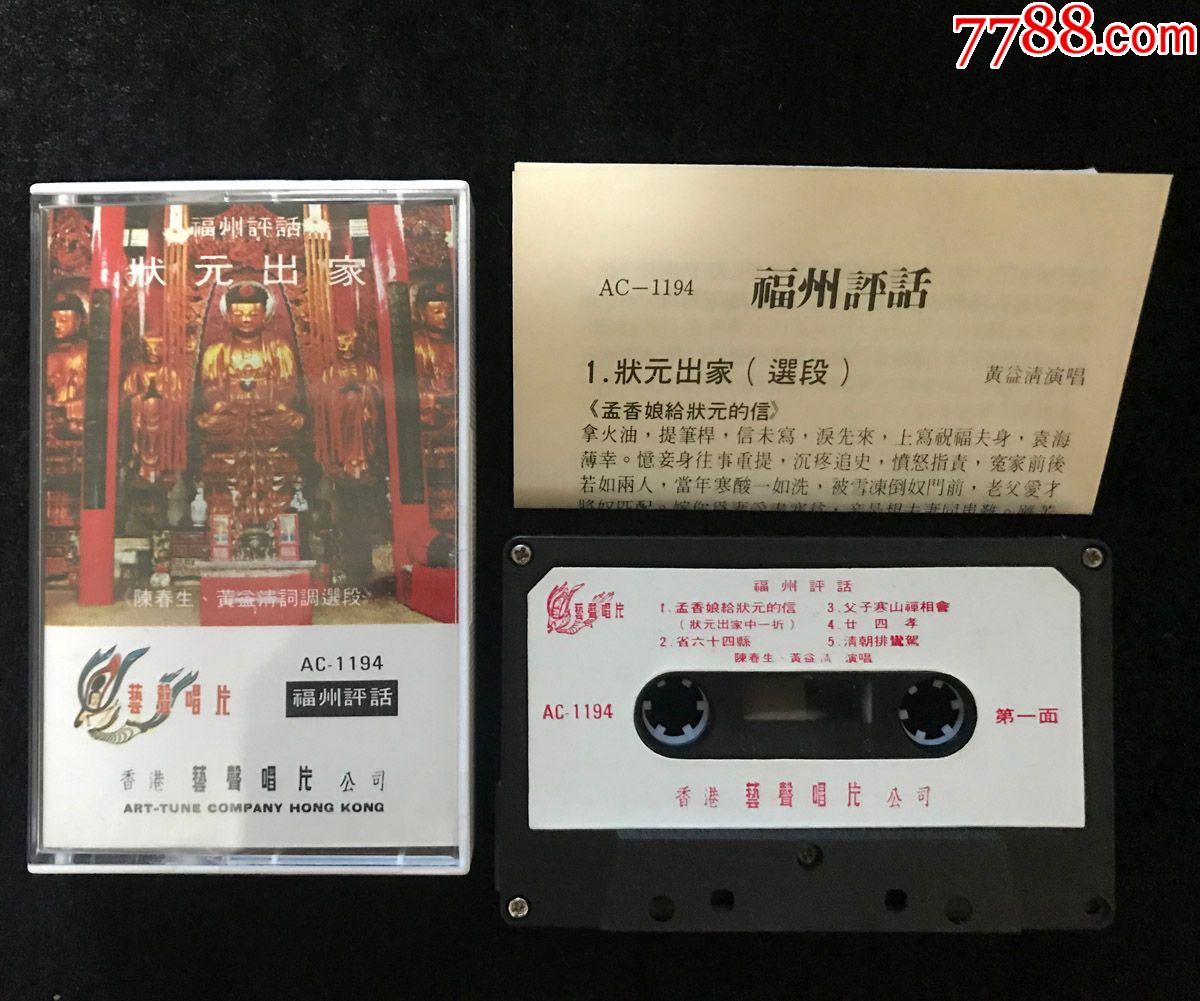 7788.com
福州評話
狀元出家
《陳春生、黃益清詞調選段》
藝聲唱片
AC-1194
福州評話
香港 藝聲唱片 公司
ART-TUNE COMPANY HONG KONG
AC-1194 福州評話
1.狀元出家(選段) 黃益清演唱
《孟香娘給狀元的信》
拿火油,提筆桿,信未寫,淚先來,上寫祝福夫身,袁海
薄幸。憶妾身往事重提,沉疼追史,憤怒指責,冤家前後
若如兩人,當年寒酸一如洗,被雪凍倒奴門前,老父愛才
藝聲唱片
福州評話
1.孟香娘給狀元的信 3.父子寒山禪相會
(狀元出家中一折) 4.廿四孝
2.省六十四縣 5.清朝排鸞駕
陳春生、黃益清 演唱
AC-1194 第一面
香港 藝聲唱片 公司